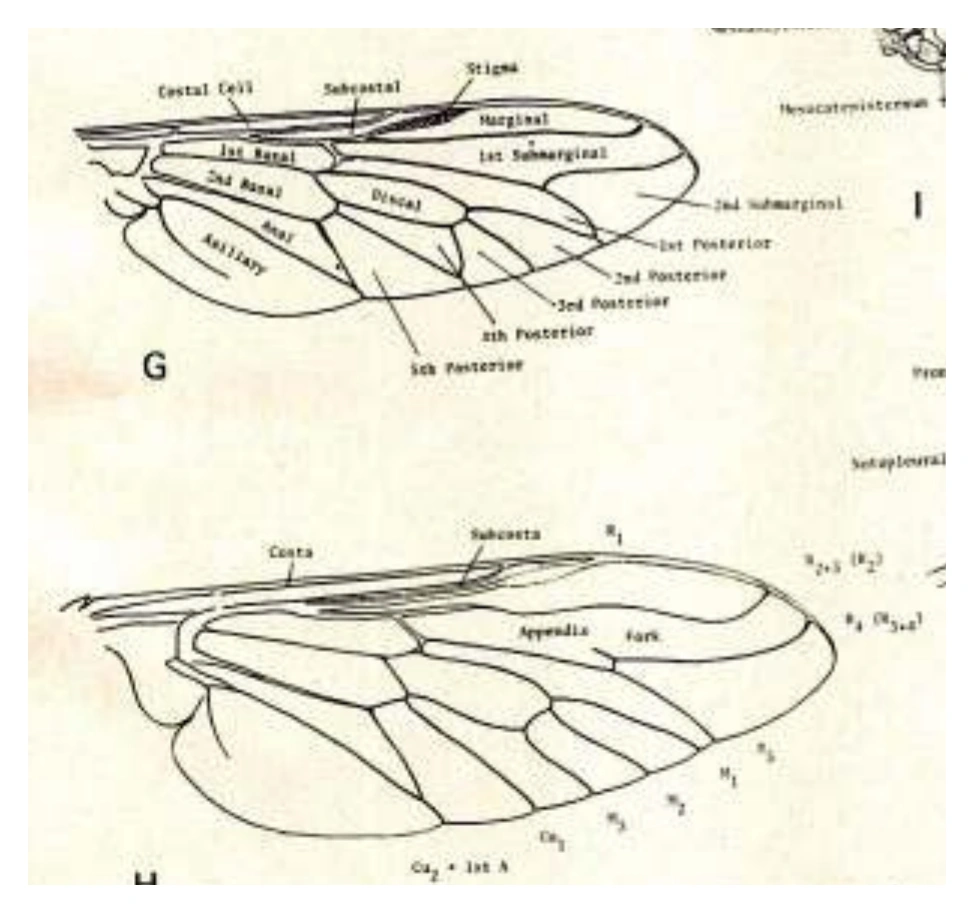 Stigma
Costal Cell
Subcostal
Marginal
Mesocatepisternum
1st Basal
1st Submarginal
2nd Basal
Discal
I
2nd Submarginal
Anal
1st Posterior
Axillary
2nd Posterior
3rd Posterior
4th Posterior
G
5th Posterior
R1
Subcosta
Costa
R2+3 (R2)
R4 (R3+4)
Appendix Fork
R5
M1
M2
M3
Cu1
Cu2 + 1st A
H